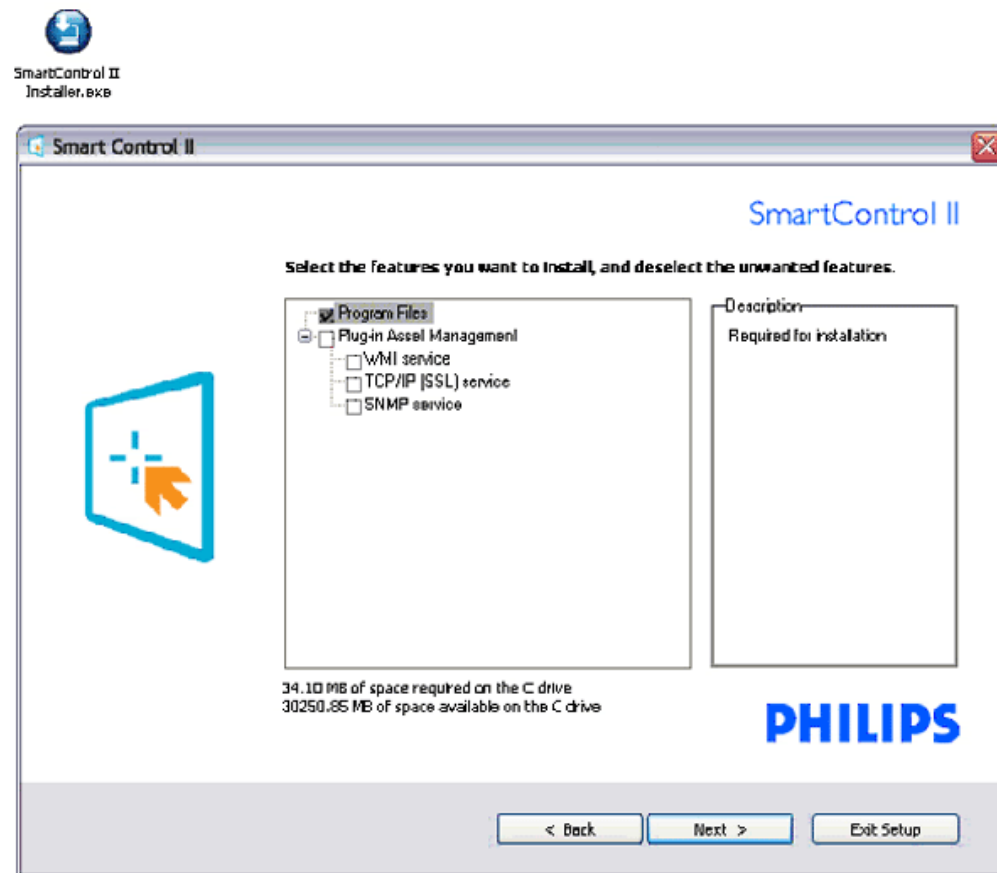 SmartControl II
Installer.exe
Smart Control II
SmartControl II
Select the features you want to install, and deselect the unwanted features.
Program Files
Plug-in Asset Management
WMI service
TCP/IP (SSL) service
SNMP service
Description
Required for installation
34.10 MB of space required on the C drive
30250.85 MB of space available on the C drive
PHILIPS
< Back
Next >
Exit Setup